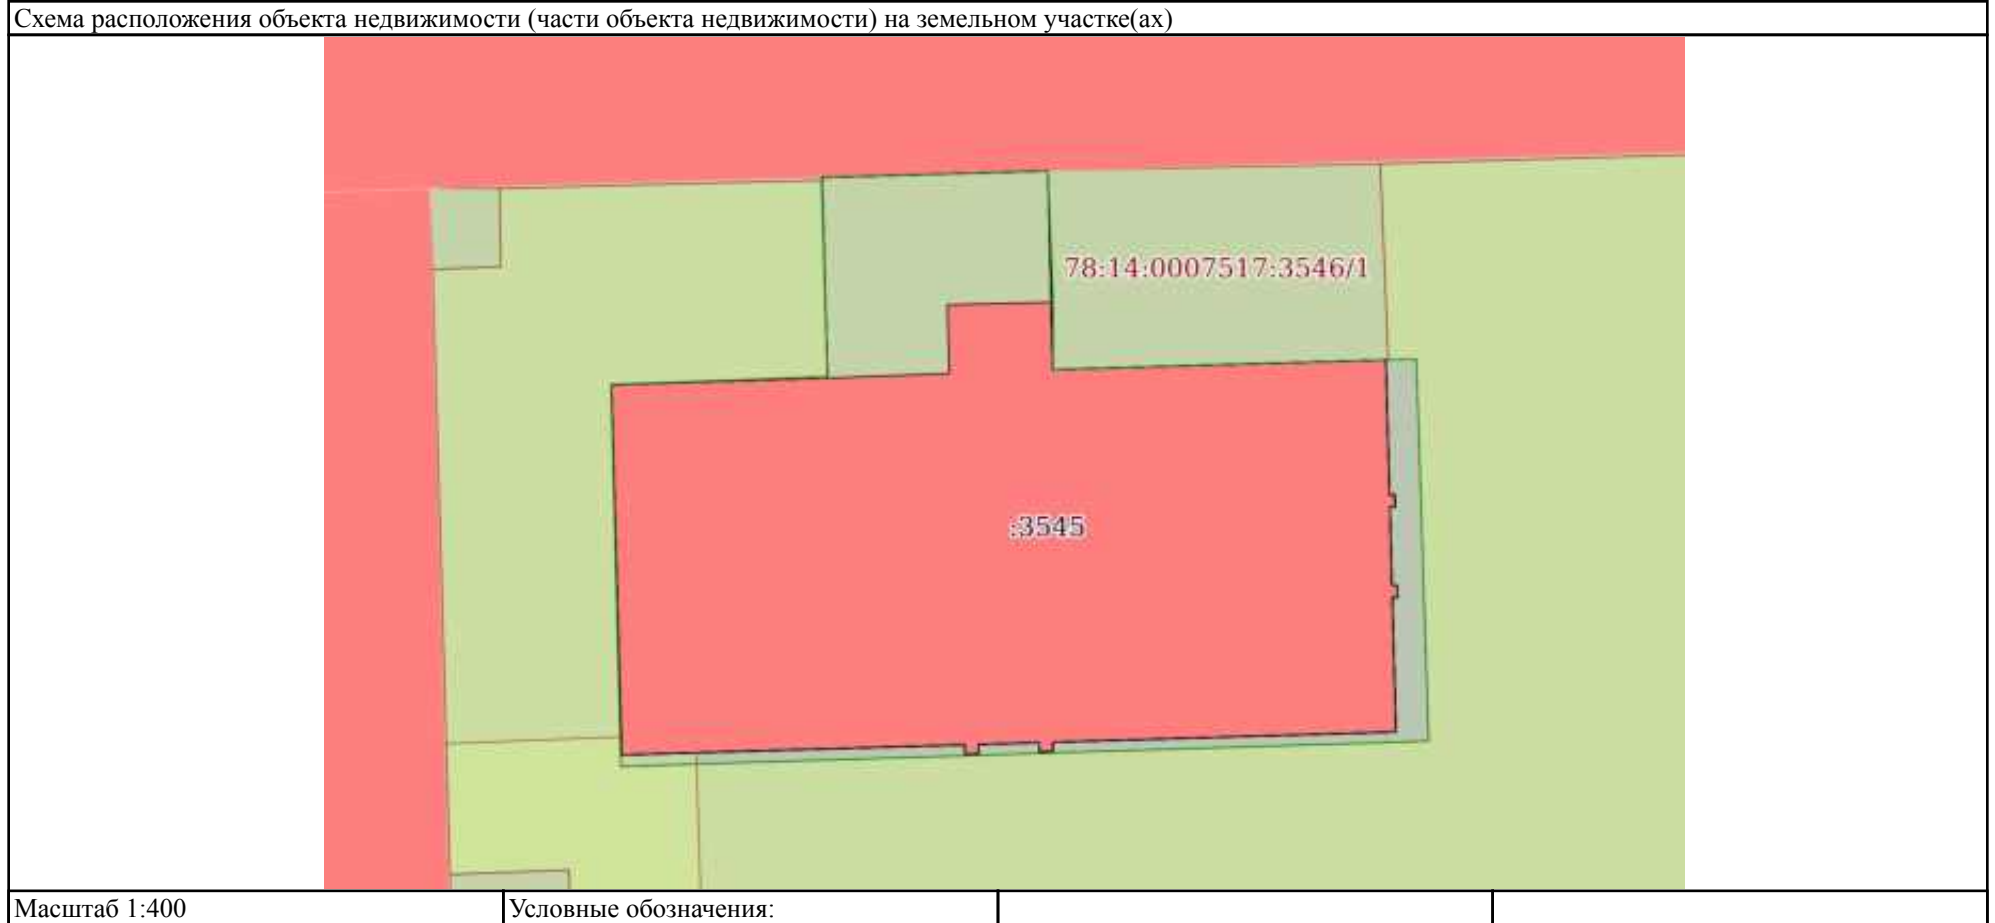 Схема расположения объекта недвижимости (части объекта недвижимости) на земельном участке(ах)
78:14:0007517:3546/1
:3545
Масштаб 1:400
Условные обозначения: